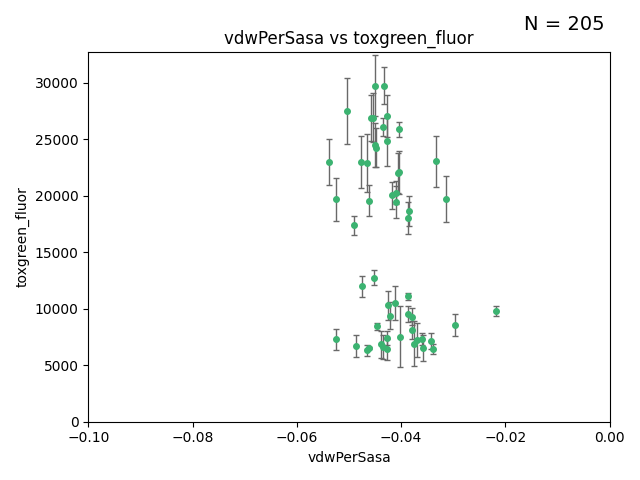 N = 205
vdwPerSasa vs toxgreen_fluor
toxgreen_fluor
30000
25000
20000
15000
10000
5000
0
−0.10 −0.08 −0.06 −0.04 −0.02 0.00
vdwPerSasa